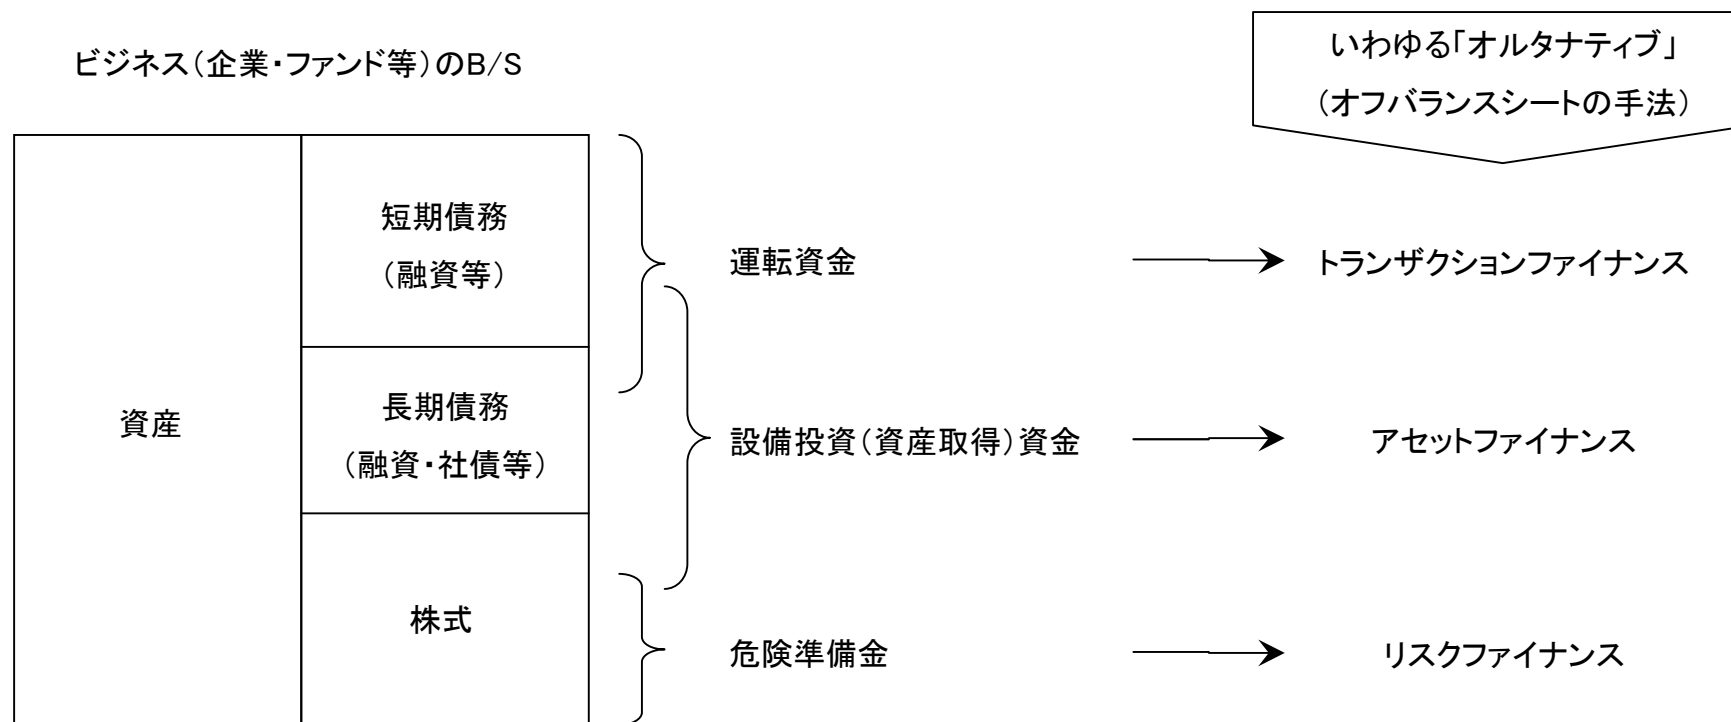 ビジネス(企業・ファンド等)のB/S
いわゆる「オルタナティブ」
(オフバランスシートの手法)
資産
短期債務
(融資等)
長期債務
(融資・社債等)
株式
運転資金
トランザクションファイナンス
設備投資(資産取得)資金
アセットファイナンス
危険準備金
リスクファイナンス